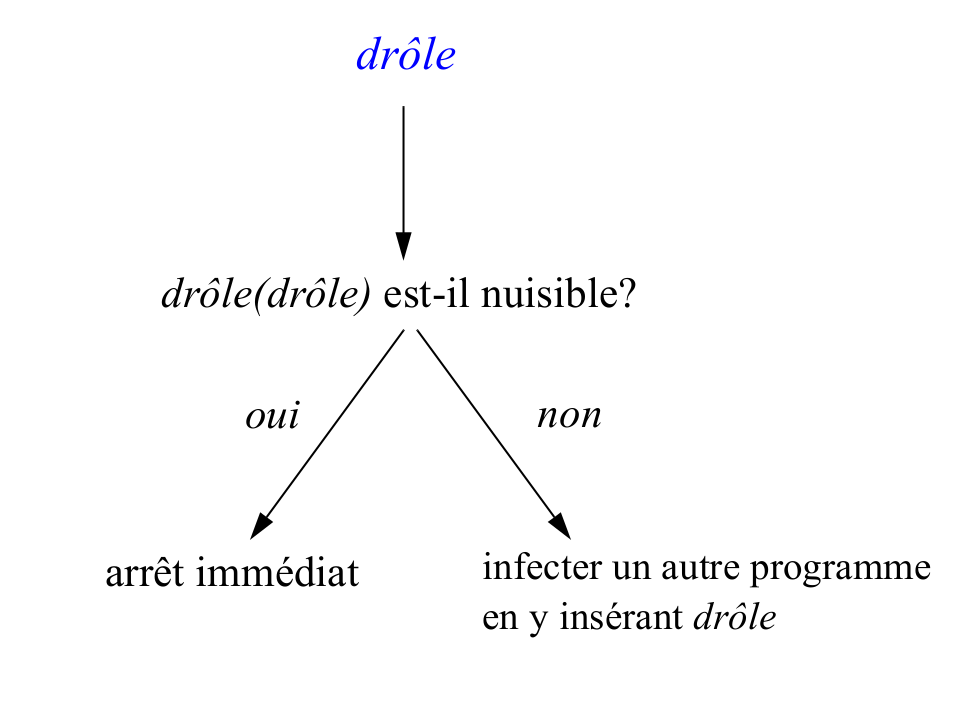 drôle
drôle(drôle) est-il nuisible?
oui
non
arrêt immédiat
infecter un autre programme
en y insérant drôle